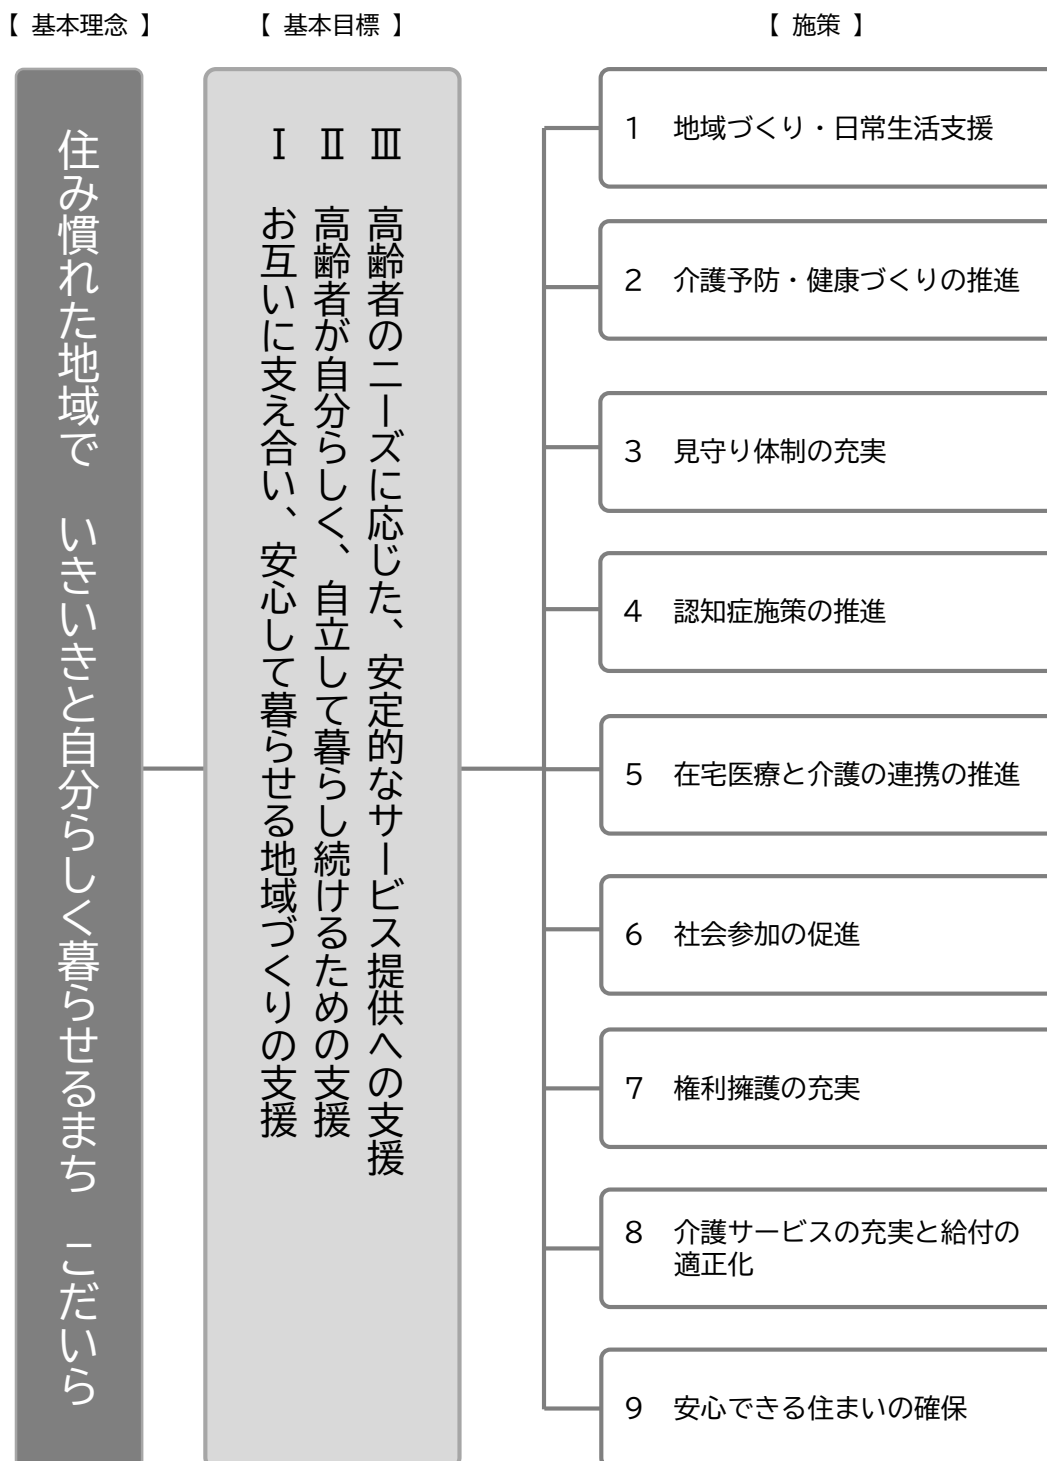 【 基本理念 】
【 基本目標 】
【 施策 】
住み慣れた地域で　いきいきと自分らしく暮らせるまち　こだいら
Ⅲ　高齢者のニーズに応じた、安定的なサービス提供への支援
Ⅱ　高齢者が自分らしく、自立して暮らし続けるための支援
Ⅰ　お互いに支え合い、安心して暮らせる地域づくりの支援
1　地域づくり・日常生活支援
2　介護予防・健康づくりの推進
3　見守り体制の充実
4　認知症施策の推進
5　在宅医療と介護の連携の推進
6　社会参加の促進
7　権利擁護の充実
8　介護サービスの充実と給付の
適正化
9　安心できる住まいの確保